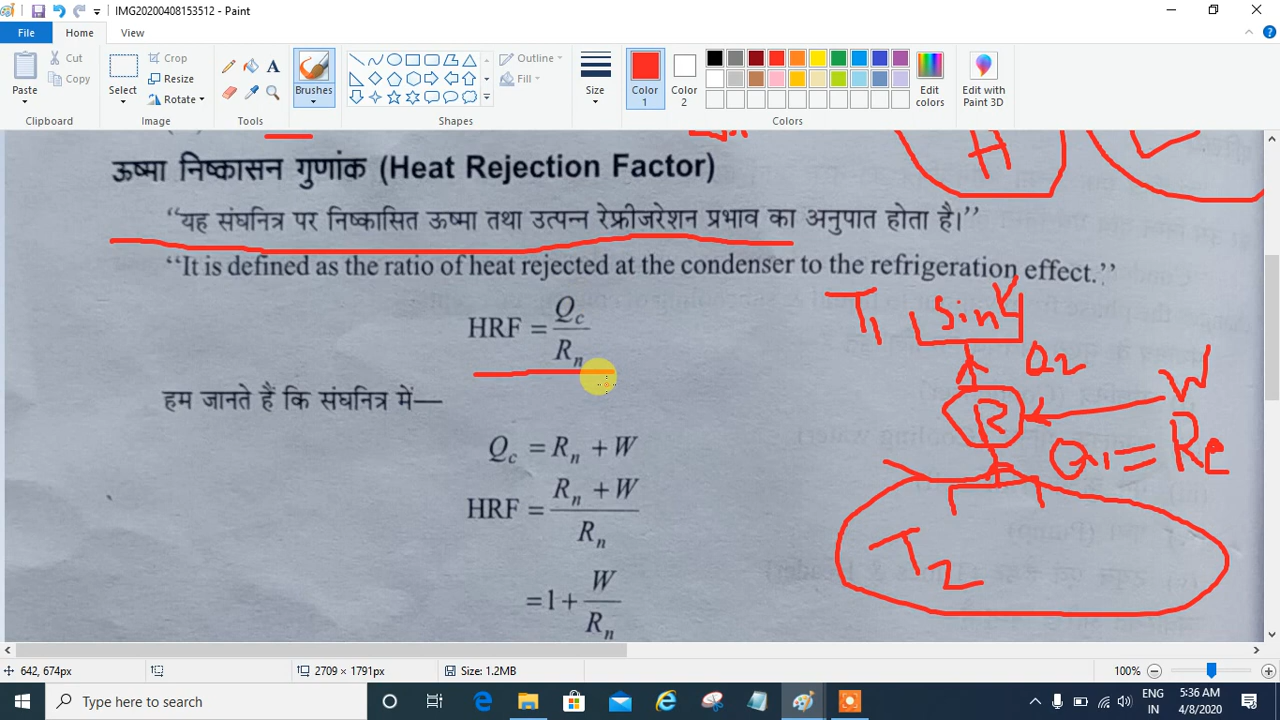 IMG20200408153512 - Paint
File Home View
Paste Cut Copy Clipboard
Select Crop Resize Rotate Image
Tools
Brushes
Shapes Outline Fill
Size
Color 1 Color 2 Colors
Edit colors
Edit with Paint 3D
H
ऊष्मा निष्कासन गुणांक (Heat Rejection Factor)
‘‘यह संघनित्र पर निष्कासित ऊष्मा तथा उत्पन्न रेफ्रीजरेशन प्रभाव का अनुपात होता है।’’
‘‘It is defined as the ratio of heat rejected at the condenser to the refrigeration effect.’’
HRF = Qc / Rn
T1 Sink
Q2
W
R
Q1 = Re
T2
हम जानते हैं कि संघनित्र में—
Qc = Rn + W
HRF = Rn + W / Rn
= 1 + W / Rn
642, 674px 2709 × 1791px Size: 1.2MB 100%
Type here to search
ENG IN
5:36 AM
4/8/2020